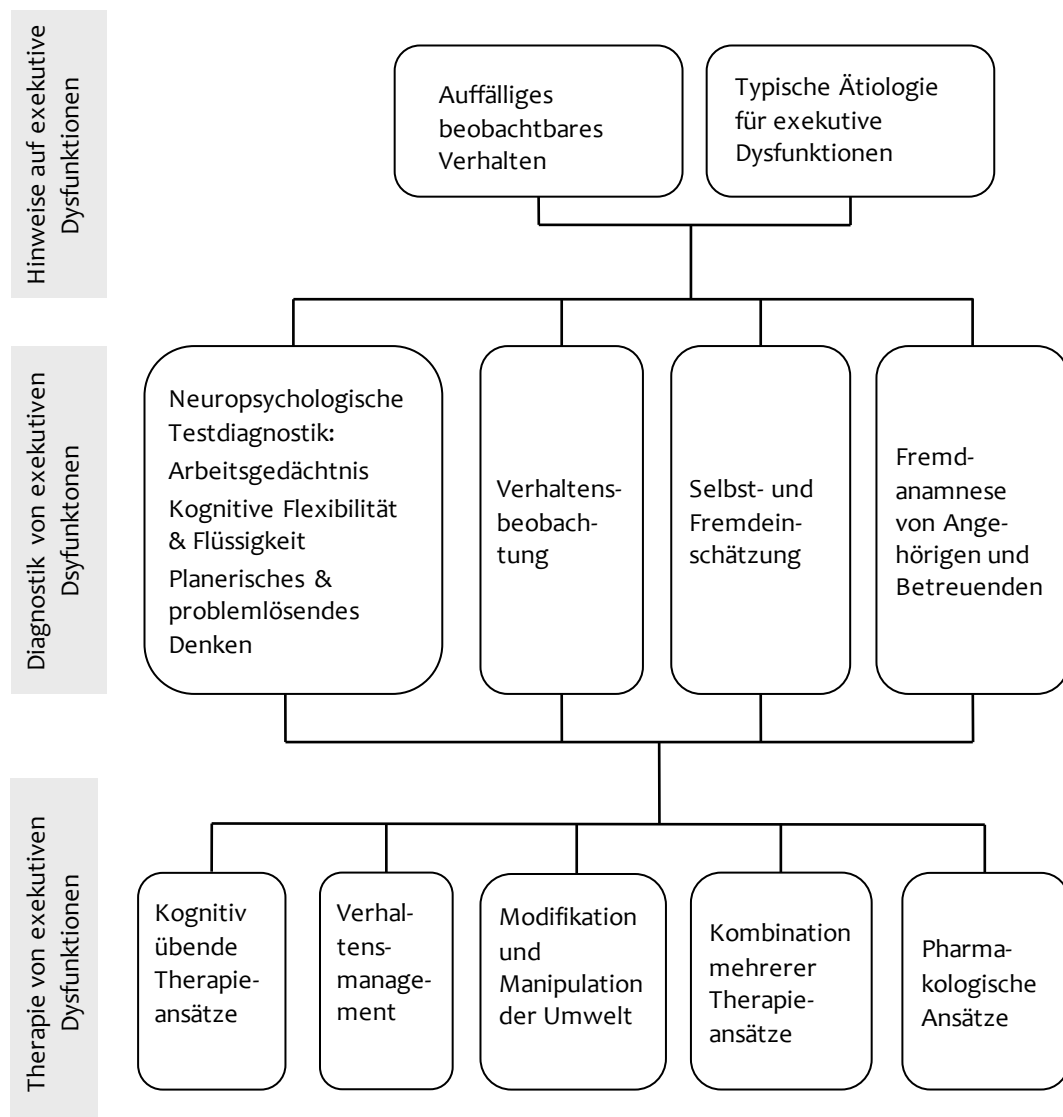 Hinweise auf exekutive
Dysfunktionen
Auffälliges
beobachtbares
Verhalten
Typische Ätiologie
für exekutive
Dysfunktionen
Diagnostik von exekutiven
Dsyfunktonen
Neuropsychologische
Testdiagnostik:
Arbeitsgedächtnis
Kognitive Flexibilität
& Flüssigkeit
Planerisches &
problemlösendes
Denken
Verhaltens-
beobach-
tung
Selbst- und
Fremdein-
schätzung
Fremd-
anamnese
von Ange-
hörigen und
Betreuenden
Therapie von exekutiven
Dysfunktionen
Kognitiv
übende
Therapie-
ansätze
Verhal-
tens-
manage-
ment
Modifikation
und
Manipulation
der Umwelt
Kombination
mehrerer
Therapie-
ansätze
Pharma-
kologische
Ansätze